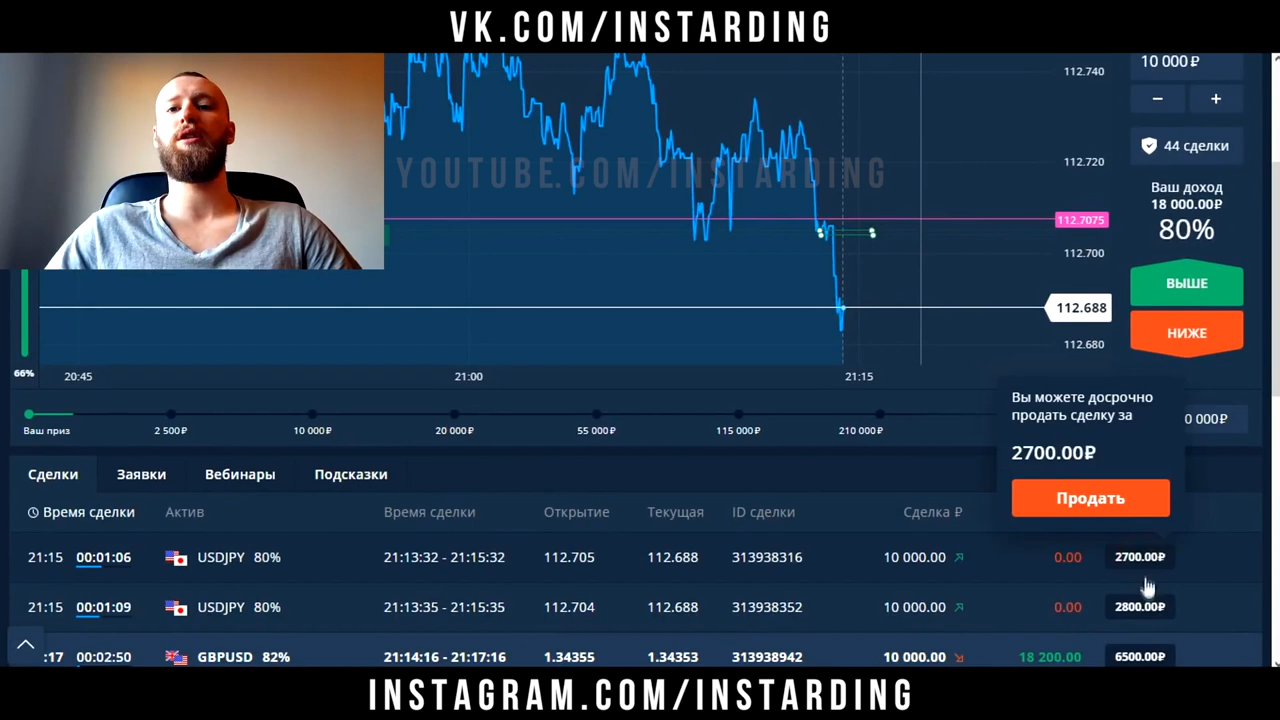 VK.COM/INSTARDING
112.740
10 000₽
− +
YOUTUBE.COM/INSTARDING
44 сделки
112.720
Ваш доход
18 000.00₽
80%
112.7075
112.700
ВЫШЕ
112.688
НИЖЕ
112.680
66%
20:45 21:00 21:15
Ваш приз 2 500₽ 10 000₽ 20 000₽ 55 000₽ 115 000₽ 210 000₽ 0 000₽
Вы можете досрочно
продать сделку за
2700.00₽
Продать
Сделки Заявки Вебинары Подсказки
Время сделки Актив Время сделки Открытие Текущая ID сделки Сделка ₽
21:15 00:01:06 USDJPY 80% 21:13:32 - 21:15:32 112.705 112.688 313938316 10 000.00 0.00 2700.00₽
21:15 00:01:09 USDJPY 80% 21:13:35 - 21:15:35 112.704 112.688 313938352 10 000.00 0.00 2800.00₽
:17 00:02:50 GBPUSD 82% 21:14:16 - 21:17:16 1.34355 1.34353 313938942 10 000.00 18 200.00 6500.00₽
INSTAGRAM.COM/INSTARDING